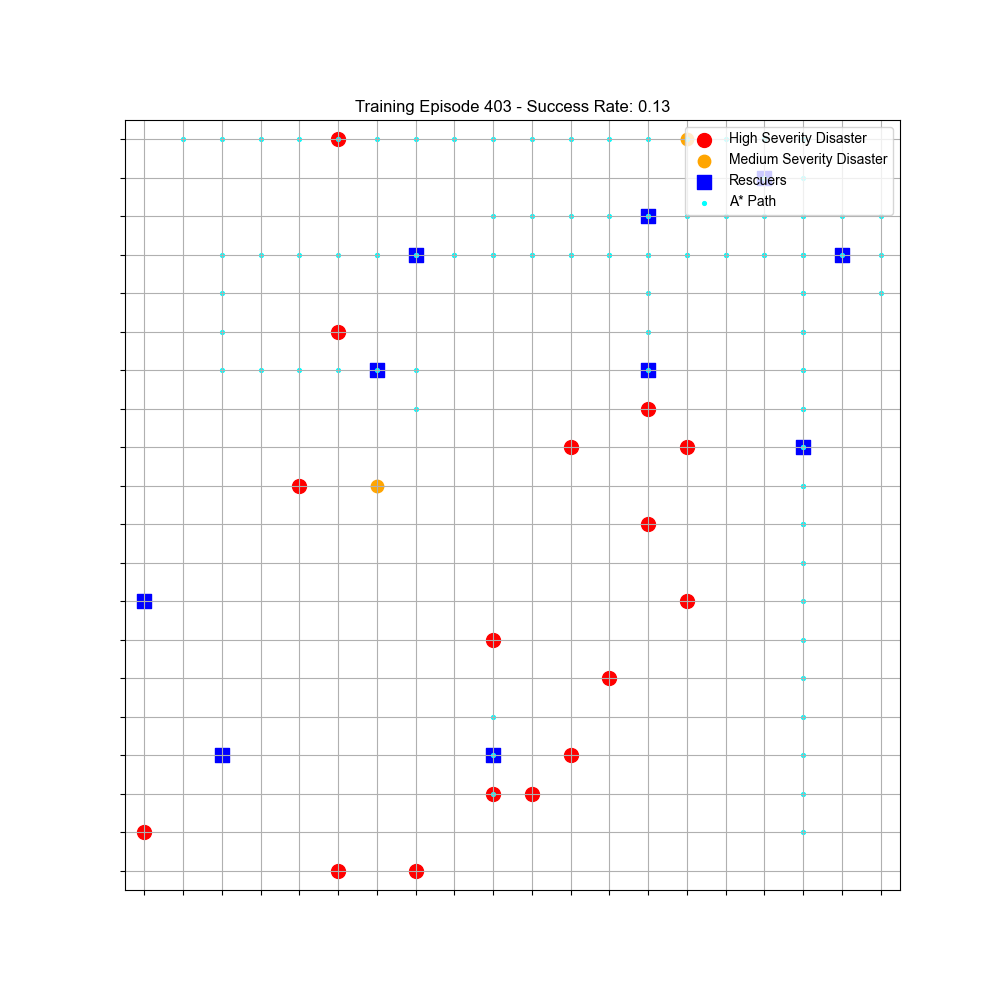 Training Episode 403 - Success Rate: 0.13
High Severity Disaster
Medium Severity Disaster
Rescuers
A* Path